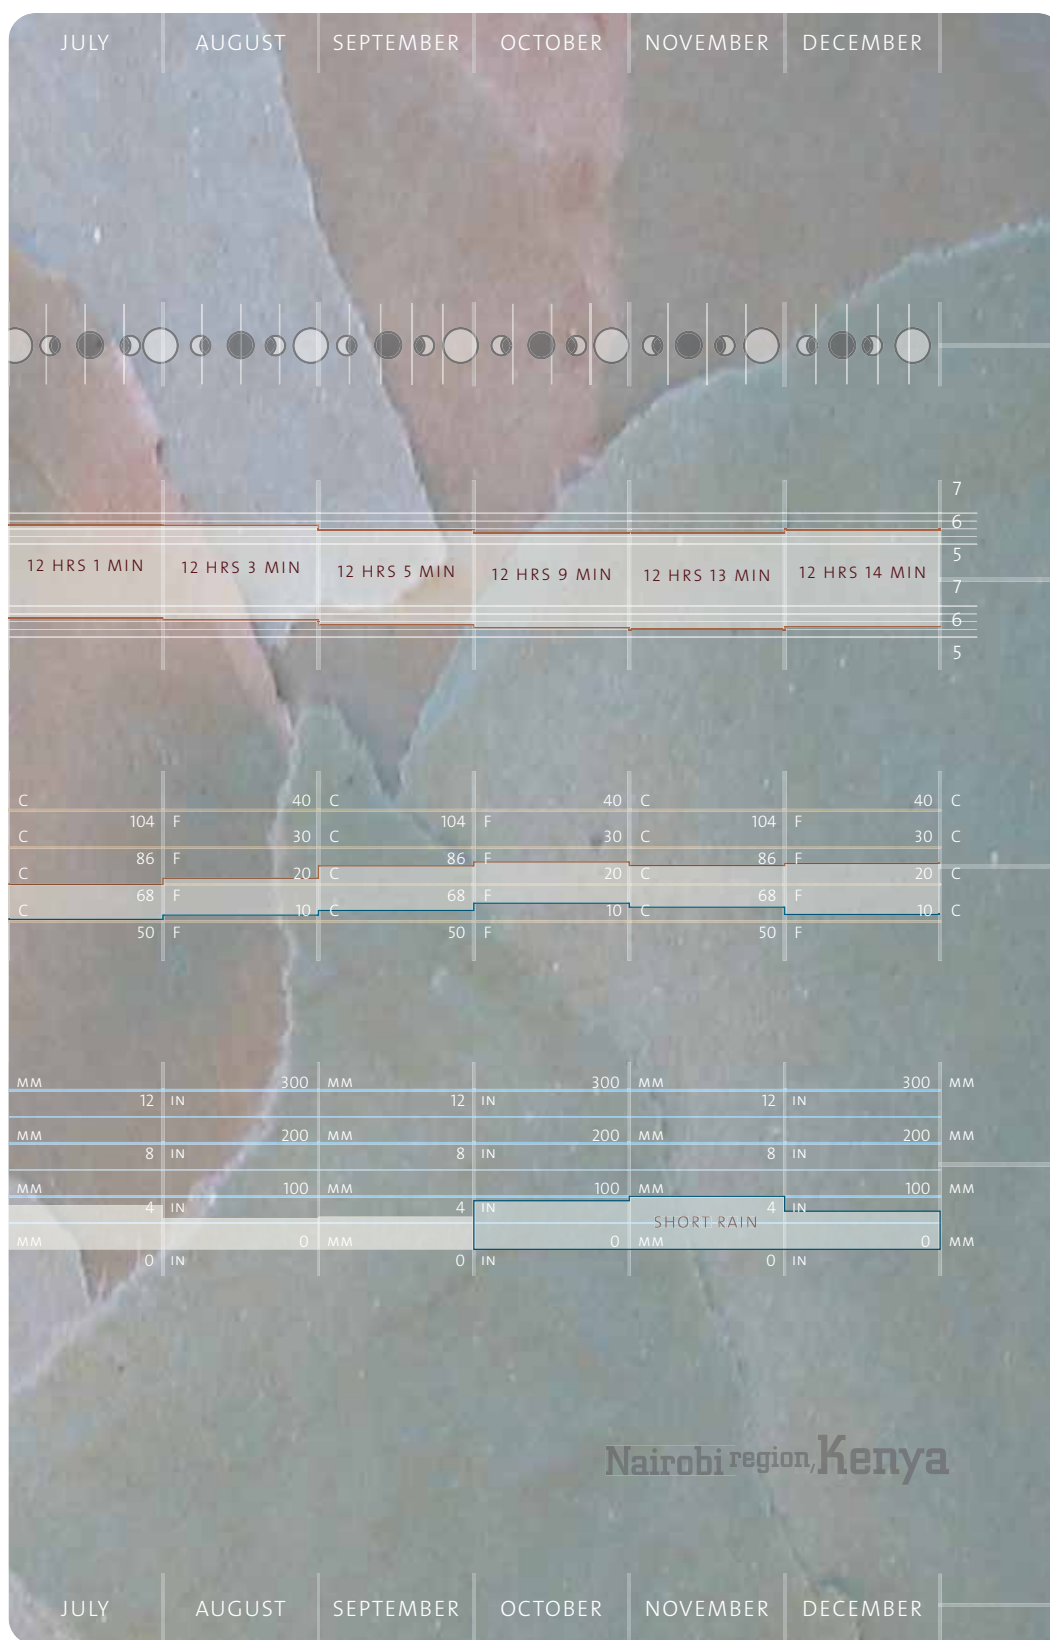 JULY AUGUST SEPTEMBER OCTOBER NOVEMBER DECEMBER
7
6
12 HRS 1 MIN 12 HRS 3 MIN 12 HRS 5 MIN 12 HRS 9 MIN 12 HRS 13 MIN 12 HRS 14 MIN
5
7
6
5
C 40 C 40 C 40 C
104 F 104 F 104 F
C 30 C 30 C 30 C
86 F 86 F 86 F
C 20 C 20 C 20 C
68 F 68 F 68 F
C 10 C 10 C 10 C
50 F 50 F 50 F
MM 300 MM 300 MM 300 MM
12 IN 12 IN 12 IN
MM 200 MM 200 MM 200 MM
8 IN 8 IN 8 IN
MM 100 MM 100 MM 100 MM
4 IN 4 IN 4 IN
SHORT RAIN
MM 0 MM 0 MM 0 MM
0 IN 0 IN 0 IN
Nairobi region, Kenya
JULY AUGUST SEPTEMBER OCTOBER NOVEMBER DECEMBER